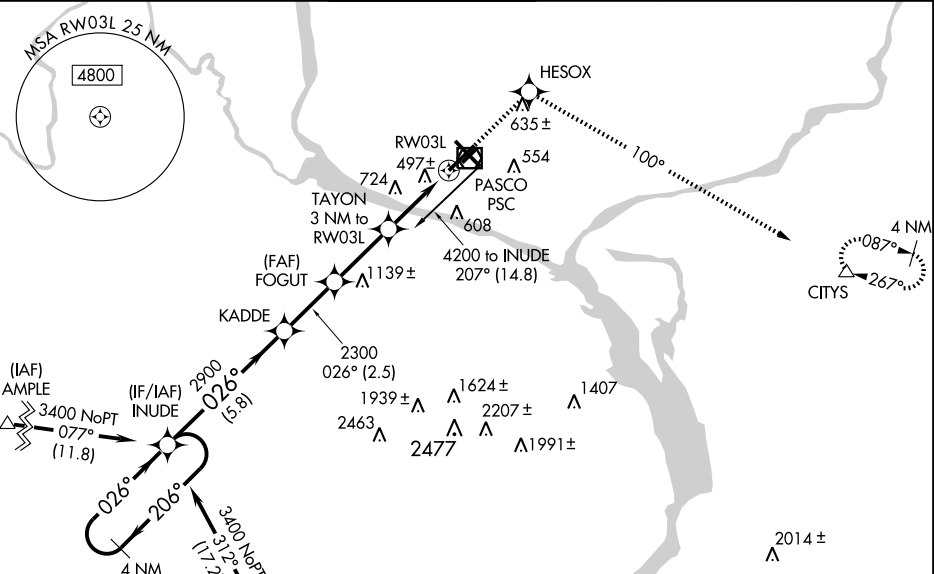 MSA RW03L 25 NM
4800
HESOX
635±
RW03L
497±
554
724
PASCO
PSC
100°
TAYON
3 NM to
RW03L
608
4 NM
087°
267°
CITYS
4200 to INUDE
207° (14.8)
(FAF)
FOGUT
1139±
KADDE
2300
026° (2.5)
2900
026°
(5.8)
(IAF)
AMPLE
3400 NoPT
077°
(11.8)
(IF/IAF)
INUDE
1624±
1407
1939±
2207±
2463
2477
1991±
026°
206°
4 NM
3400 NoPT
312°
(17.2
2014±